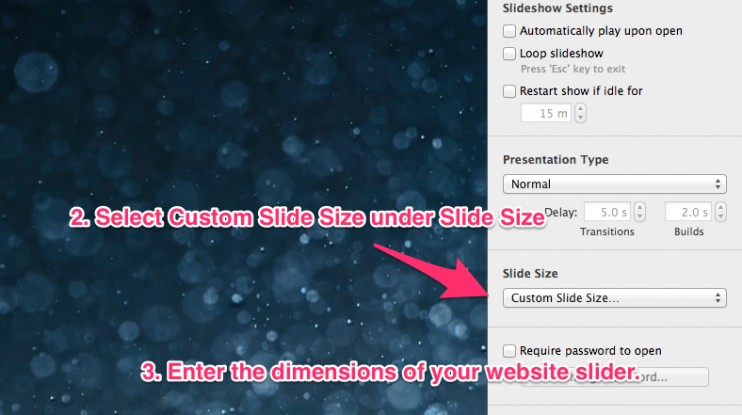 Slideshow Settings
Automatically play upon open
Loop slideshow
Press 'Esc' key to exit
Restart show if idle for
15 m
Presentation Type
Normal
2. Select Custom Slide Size under Slide Size
Delay: 5.0 s 2.0 s
Transitions Builds
Slide Size
Custom Slide Size...
Require password to open
3. Enter the dimensions of your website slider.